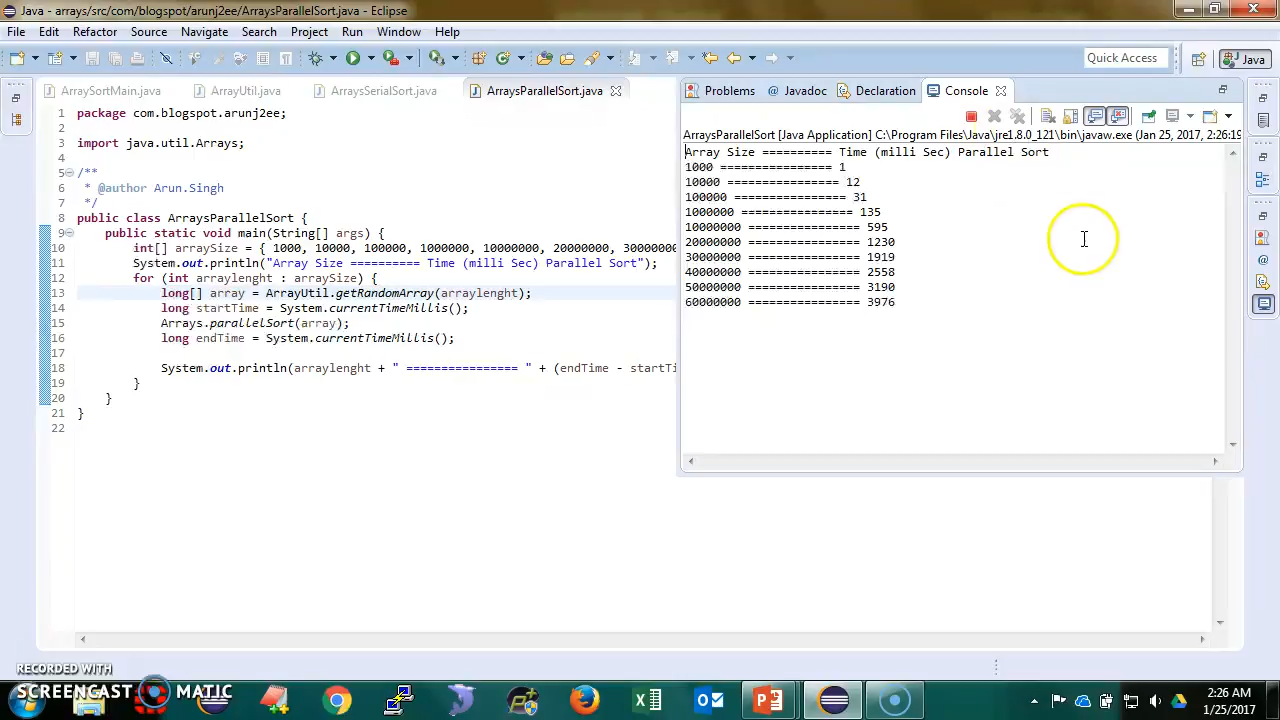 Java - arrays/src/com/blogspot/arunj2ee/ArraysParallelSort.java - Eclipse
File Edit Refactor Source Navigate Search Project Run Window Help
Quick Access
Java
ArraySortMain.java
ArrayUtil.java
ArraysSerialSort.java
ArraysParallelSort.java
1 package com.blogspot.arunj2ee;
2
3 import java.util.Arrays;
4
5 /**
6 * @author Arun.Singh
7 */
8 public class ArraysParallelSort {
9 public static void main(String[] args) {
10 int[] arraySize = { 1000, 10000, 100000, 1000000, 10000000, 20000000, 30000000
11 System.out.println("Array Size ========== Time (milli Sec) Parallel Sort");
12 for (int arraylenght : arraySize) {
13 long[] array = ArrayUtil.getRandomArray(arraylenght);
14 long startTime = System.currentTimeMillis();
15 Arrays.parallelSort(array);
16 long endTime = System.currentTimeMillis();
17
18 System.out.println(arraylenght + " ================ " + (endTime - startTi
19 }
20 }
21 }
22
Problems Javadoc Declaration Console
ArraysParallelSort [Java Application] C:\Program Files\Java\jre1.8.0_121\bin\javaw.exe (Jan 25, 2017, 2:26:19
Array Size ========== Time (milli Sec) Parallel Sort
1000 ================ 1
10000 ================ 12
100000 ================ 31
1000000 ================ 135
10000000 ================ 595
20000000 ================ 1230
30000000 ================ 1919
40000000 ================ 2558
50000000 ================ 3190
60000000 ================ 3976
RECORDED WITH
SCREENCAST MATIC
2:26 AM
1/25/2017